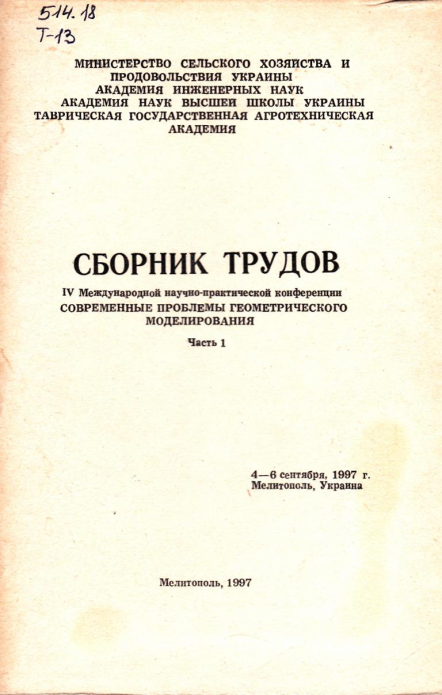 514.18
Т-13
МИНИСТЕРСТВО СЕЛЬСКОГО ХОЗЯЙСТВА И
ПРОДОВОЛЬСТВИЯ УКРАИНЫ
АКАДЕМИЯ ИНЖЕНЕРНЫХ НАУК
АКАДЕМИЯ НАУК ВЫСШЕЙ ШКОЛЫ УКРАИНЫ
ТАВРИЧЕСКАЯ ГОСУДАРСТВЕННАЯ АГРОТЕХНИЧЕСКАЯ
АКАДЕМИЯ
СБОРНИК ТРУДОВ
IV Международной научно-практической конференции
СОВРЕМЕННЫЕ ПРОБЛЕМЫ ГЕОМЕТРИЧЕСКОГО
МОДЕЛИРОВАНИЯ
Часть 1
4—6 сентября, 1997 г.
Мелитополь, Украина
Мелитополь, 1997